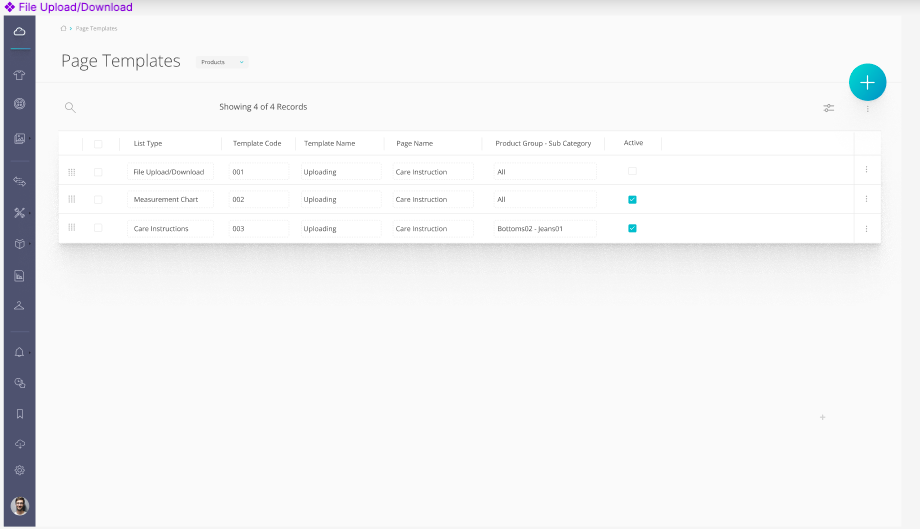 File Upload/Download
Page Templates
Page Templates
Products
Showing 4 of 4 Records
List Type Template Code Template Name Page Name Product Group - Sub Category Active
File Upload/Download 001 Uploading Care Instruction All
Measurement Chart 002 Uploading Care Instruction All
Care Instructions 003 Uploading Care Instruction Bottoms02 - Jeans01